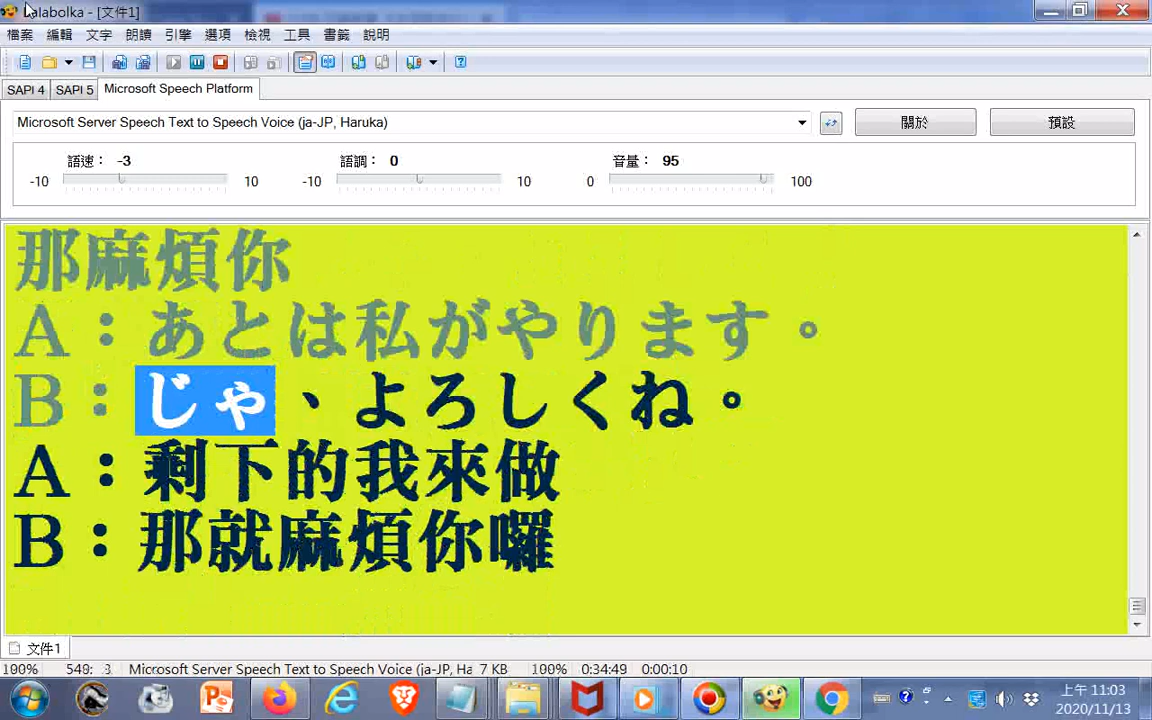 Balabolka - [文件1]
檔案 編輯 文字 朗讀 引擎 選項 檢視 工具 書籤 說明
SAPI 4 SAPI 5 Microsoft Speech Platform
Microsoft Server Speech Text to Speech Voice (ja-JP, Haruka) 關於 預設
語速： -3 語調： 0 音量： 95
-10 10 -10 10 0 100
那麻煩你
A：あとは私がやります。
B：じゃ、よろしくね。
A：剩下的我來做
B：那就麻煩你囉
文件1
100% 549: 3 Microsoft Server Speech Text to Speech Voice (ja-JP, Ha 7 KB 100% 0:34:49 0:00:10
上午 11:03
2020/11/13